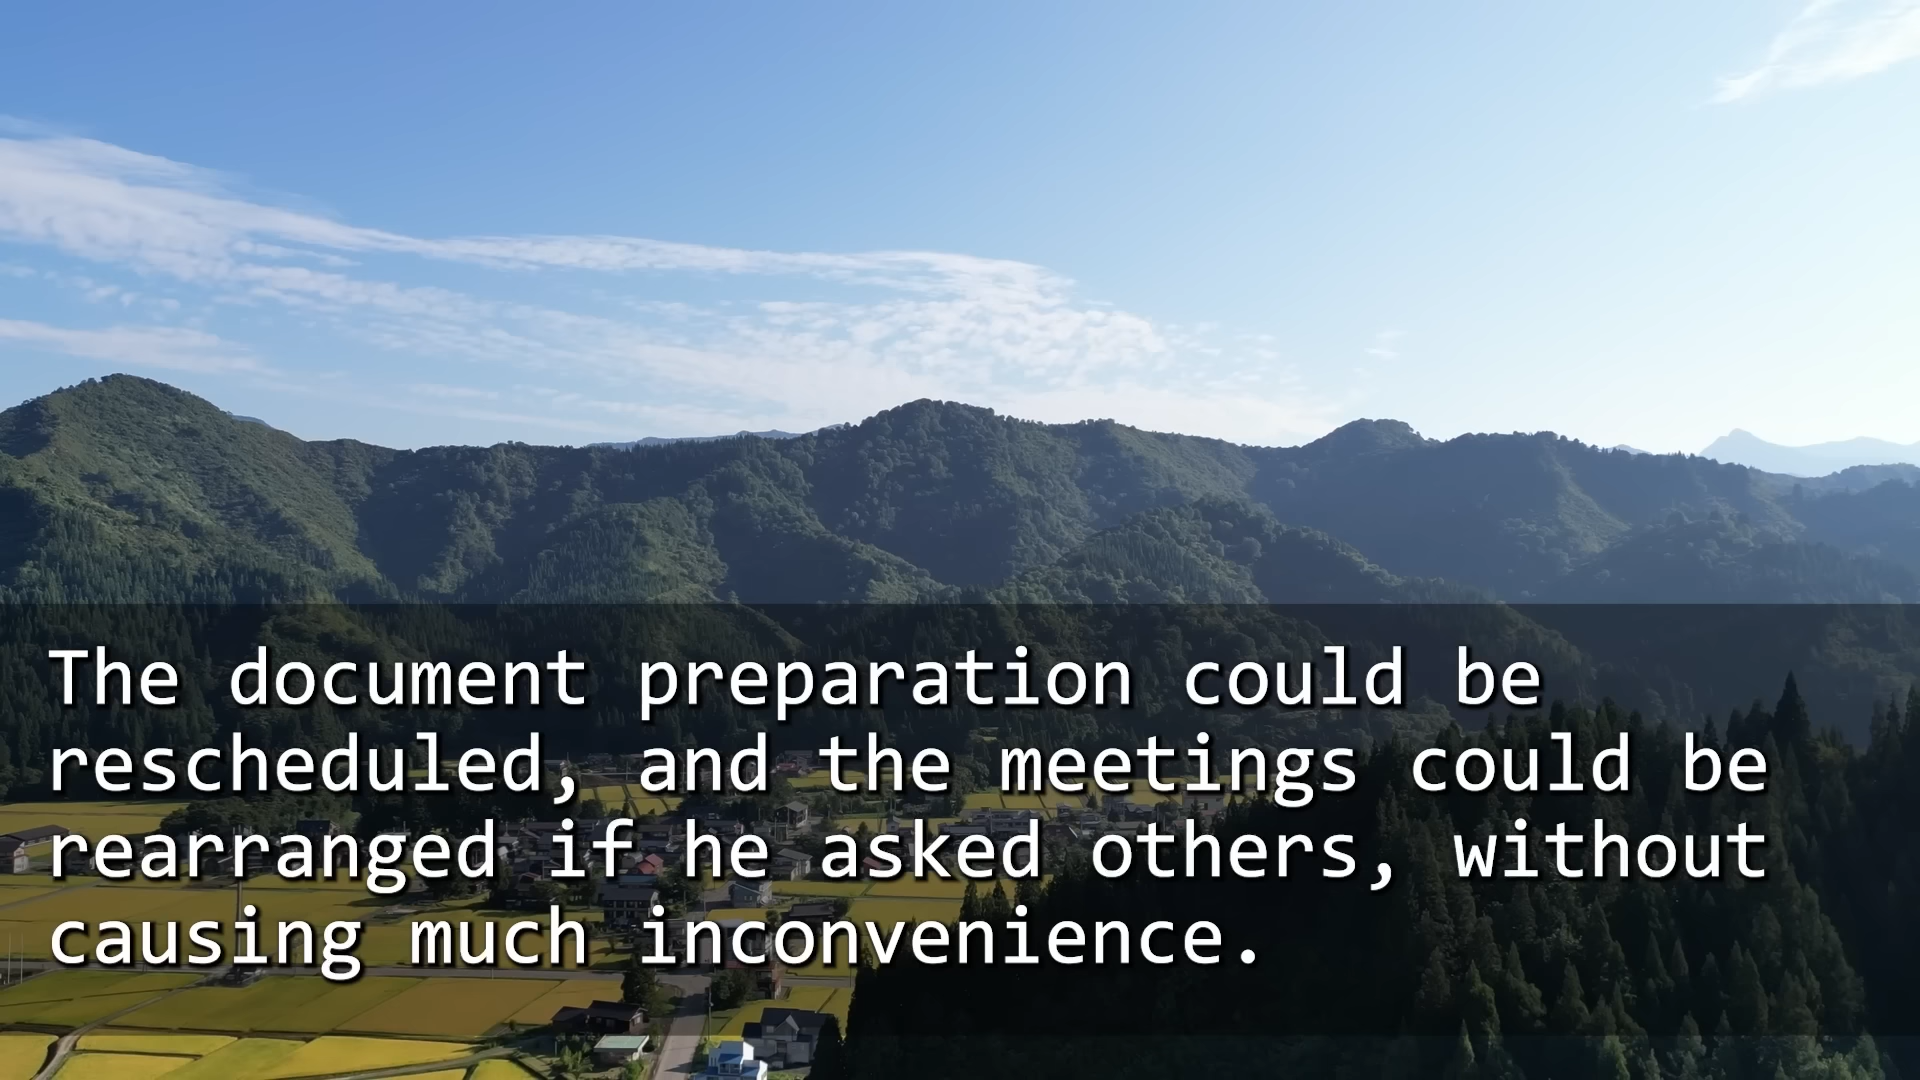 The document preparation could be
rescheduled, and the meetings could be
rearranged if he asked others, without
causing much inconvenience.